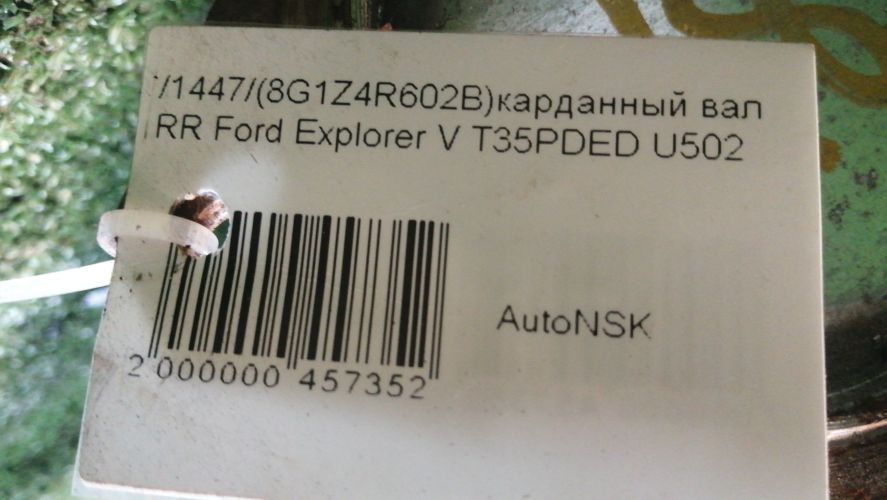 /1447/(8G1Z4R602B)карданный вал
RR Ford Explorer V T35PDED U502
AutoNSK
2 000000 457352